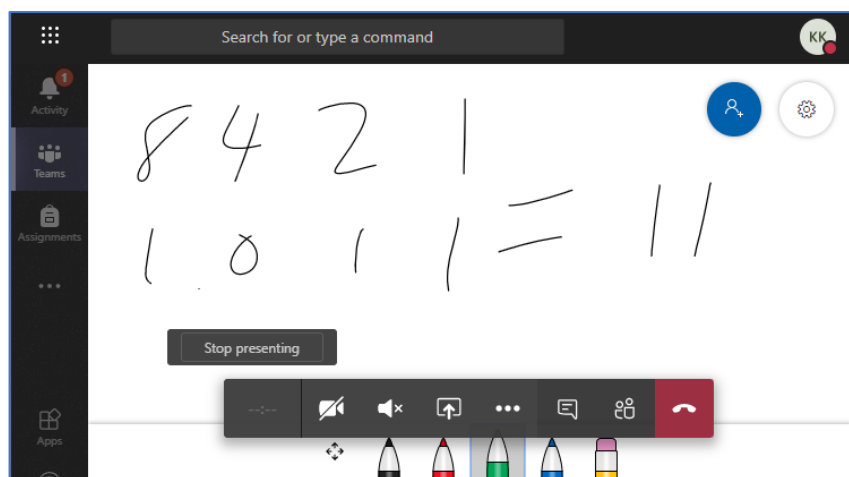 Search for or type a command
KK
1
Activity
Teams
Assignments
Apps
8 4 2 1
1 0 1 1 = 11
Stop presenting
--:--